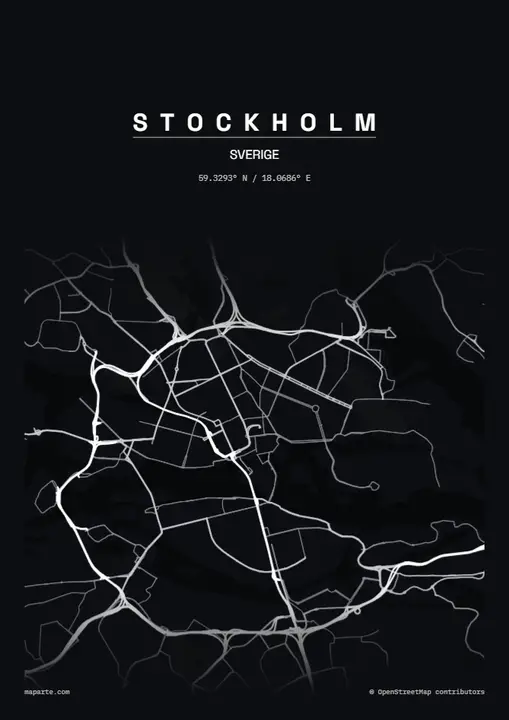 STOCKHOLM
SVERIGE
59.3293° N / 18.0686° E
maparte.com
© OpenStreetMap contributors